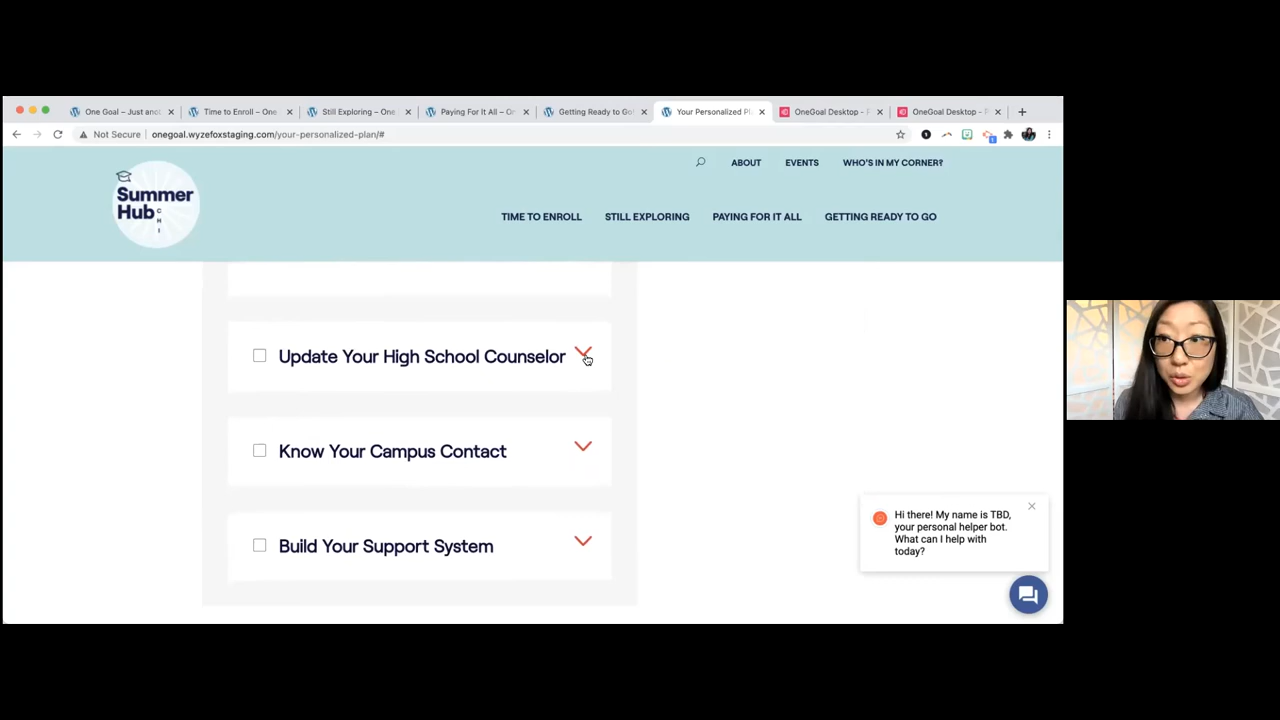 One Goal – Just anot
Time to Enroll – One
Still Exploring – One
Paying For It All – On
Getting Ready to Go!
Your Personalized Pl
OneGoal Desktop - P
OneGoal Desktop - P
Not Secure
onegoal.wyzefoxstaging.com/your-personalized-plan/#
ABOUT
EVENTS
WHO'S IN MY CORNER?
Summer
Hub
CHI
TIME TO ENROLL
STILL EXPLORING
PAYING FOR IT ALL
GETTING READY TO GO
Update Your High School Counselor
Know Your Campus Contact
Build Your Support System
Hi there! My name is TBD,
your personal helper bot.
What can I help with
today?